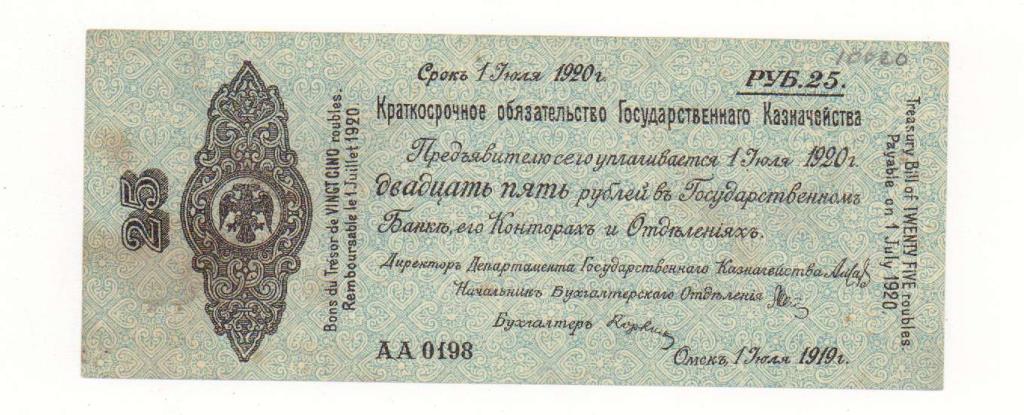 10020
Срокъ 1 Іюля 1920 г.
РУБ. 25.
Краткосрочное обязательство Государственнаго Казначейства
Предъявителю сего уплачивается 1 Іюля 1920 г.
двадцать пять рублей въ Государственномъ
Банкѣ, его Конторахъ и Отдѣленіяхъ.
Директоръ Департамента Государственнаго Казначейства
Начальникъ Бухгалтерскаго Отдѣленія
Бухгалтеръ
АА 0198
Омскъ, 1 Іюля 1919 г.
25
Bons du Trésor de VINGT CINQ roubles.
Remboursable le 1 Juillet 1920.
Treasury Bill of TWENTY FIVE roubles.
Payable on 1 July 1920